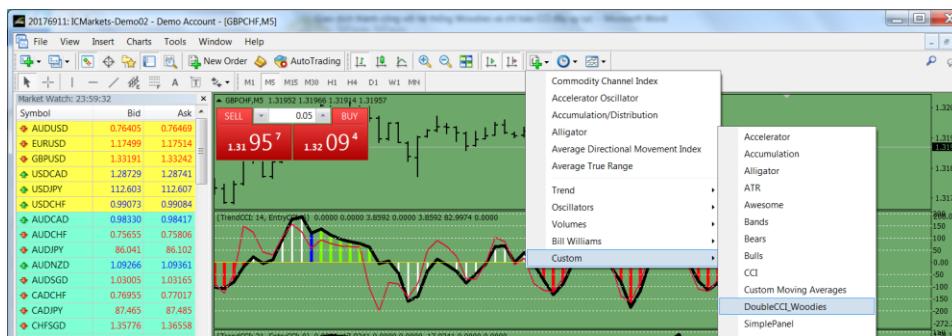 20176911: ICMarkets-Demo02 - Demo Account - [GBPCHF,M5]
File View Insert Charts Tools Window Help
New Order AutoTrading
A T M1 M5 M15 M30 H1 H4 D1 W1 MN
Market Watch: 23:59:32
Symbol Bid Ask
AUDUSD 0.76405 0.76469
EURUSD 1.17499 1.17514
GBPUSD 1.33191 1.33242
USDCAD 1.28729 1.28741
USDJPY 112.603 112.607
USDCHF 0.99073 0.99084
AUDCAD 0.98330 0.98417
AUDCHF 0.75655 0.75806
AUDJPY 86.041 86.102
AUDNZD 1.09266 1.09361
AUDSGD 1.03005 1.03165
CADCHF 0.76955 0.77017
CADJPY 87.465 87.485
CHFSGD 1.35776 1.36558
GBPCHF,M5 1.31952 1.31966 1.31914 1.31957
SELL 0.05 BUY
1.31 95 7 1.32 09 4
(TrendCCI: 14, EntryCCI: 6) 0.0000 0.0000 3.8592 0.0000 3.8592 82.9974 0.0000
Commodity Channel Index
Accelerator Oscillator
Accumulation/Distribution
Alligator
Average Directional Movement Index
Average True Range
Trend
Oscillators
Volumes
Bill Williams
Custom
Accelerator
Accumulation
Alligator
ATR
Awesome
Bands
Bears
Bulls
CCI
Custom Moving Averages
DoubleCCI_Woodies
SimplePanel
150
100
50
0.00
-50
-100
-150
-200